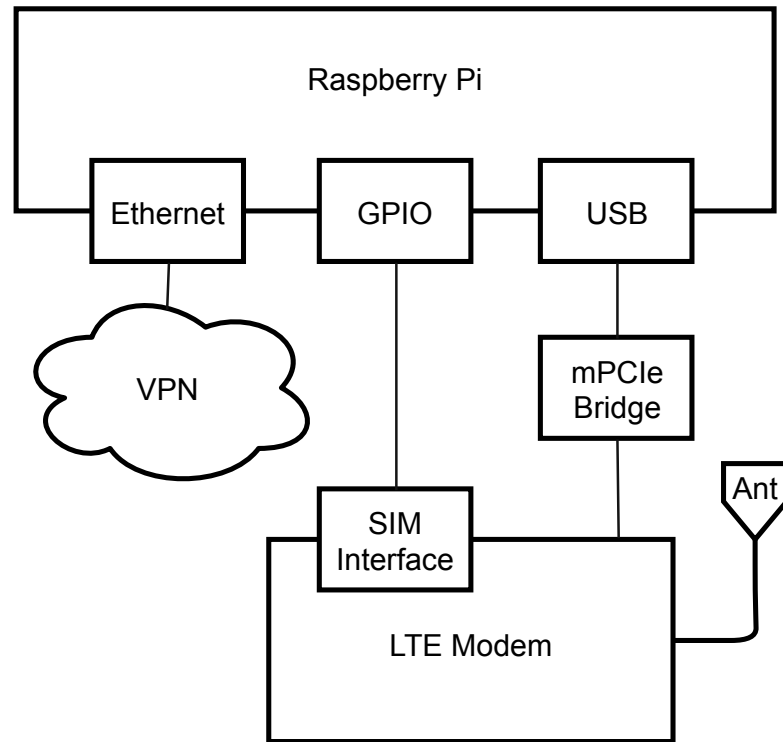 Raspberry Pi
Ethernet
GPIO
USB
VPN
mPCIe
Bridge
Ant
SIM
Interface
LTE Modem